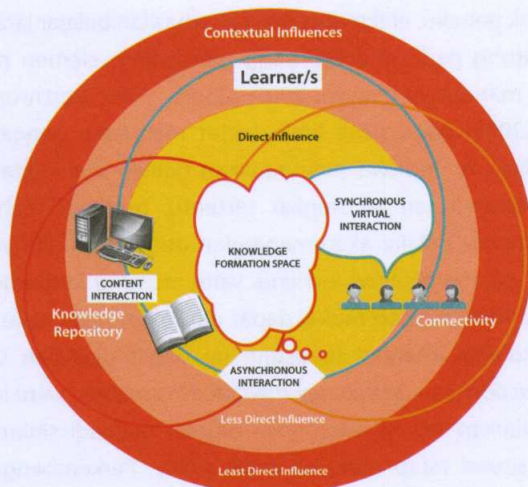 Contextual Influences
Learner/s
Direct Influence
SYNCHRONOUS
VIRTUAL
INTERACTION
KNOWLEDGE
FORMATION SPACE
CONTENT
INTERACTION
Knowledge
Repository
Connectivity
ASYNCHRONOUS
INTERACTION
Less Direct Influence
Least Direct Influence